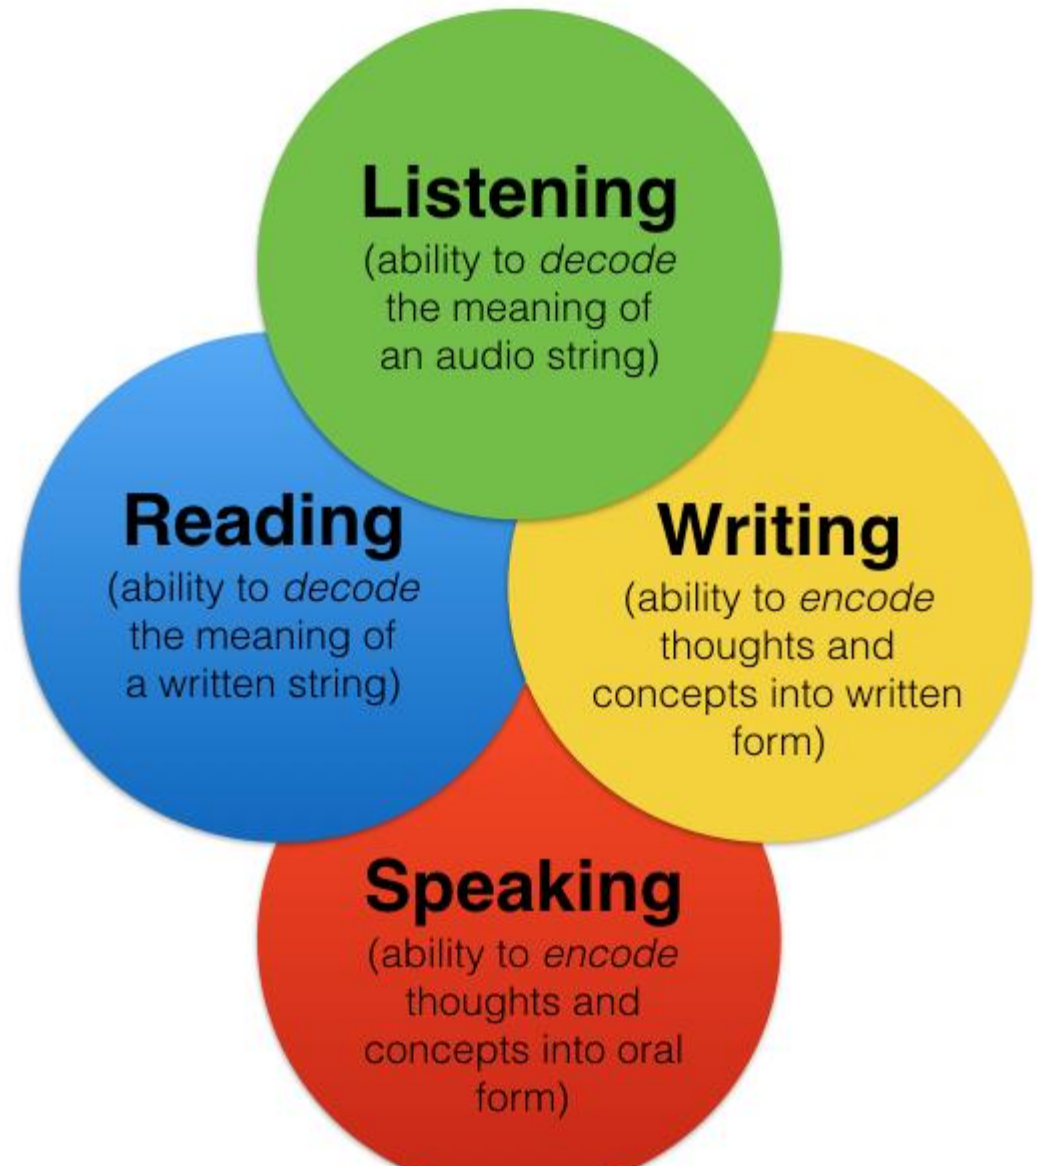 Listening
(ability to decode
the meaning of
an audio string)
Reading
(ability to decode
the meaning of
a written string)
Writing
(ability to encode
thoughts and
concepts into written
form)
Speaking
(ability to encode
thoughts and
concepts into oral
form)